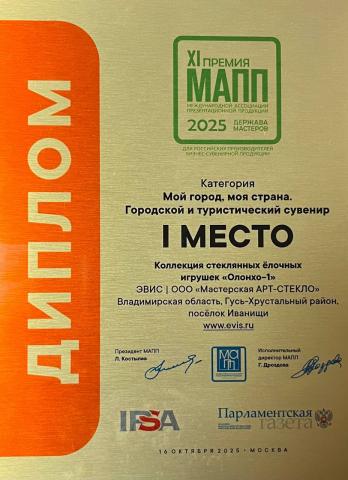 ДИПЛОМ
XI ПРЕМИЯ
МАПП
МЕЖДУНАРОДНОЙ АССОЦИАЦИИ
ПРЕЗЕНТАЦИОННОЙ ПРОДУКЦИИ
2025 ДЕРЖАВА
МАСТЕРОВ
ДЛЯ РОССИЙСКИХ ПРОИЗВОДИТЕЛЕЙ
БИЗНЕС-СУВЕНИРНОЙ ПРОДУКЦИИ
Категория
Мой город, моя страна.
Городской и туристический сувенир
I МЕСТО
Коллекция стеклянных ёлочных
игрушек «Олонхо-1»
ЭВИС | ООО «Мастерская АРТ-СТЕКЛО»
Владимирская область, Гусь-Хрустальный район,
посёлок Иванищи
www.evis.ru
Президент МАПП
Л. Костылева
МАПП
Исполнительный
директор МАПП
Г. Дроздова
IPSA
Парламентская
газета
16 ОКТЯБРЯ 2025 • МОСКВА